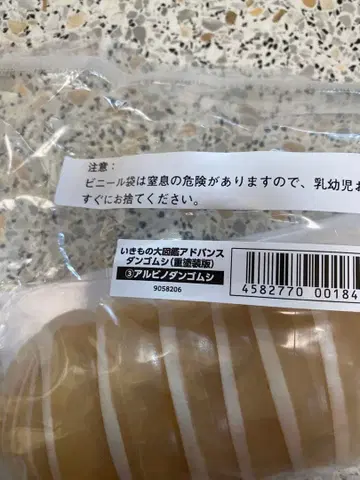 注意：
ビニール袋は窒息の危険がありますので、乳幼児お
すぐにお捨てください。
いきもの大図鑑アドバンス
ダンゴムシ(重塗装版)
③アルビノダンゴムシ
9058206
4582770 00184